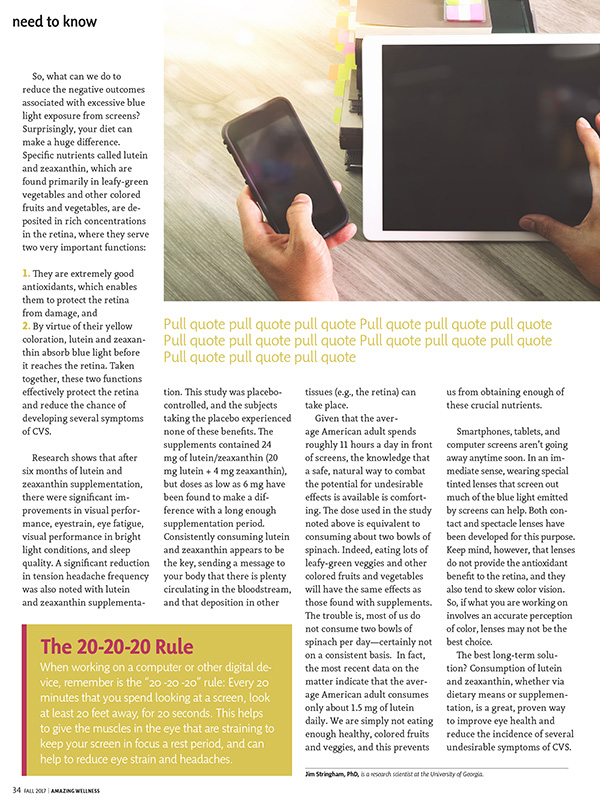 need to know
So, what can we do to
reduce the negative outcomes
associated with excessive blue
light exposure from screens?
Surprisingly, your diet can
make a huge difference.
Specific nutrients called lutein
and zeaxanthin, which are
found primarily in leafy-green
vegetables and other colored
fruits and vegetables, are de-
posited in rich concentrations
in the retina, where they serve
two very important functions:
1. They are extremely good
antioxidants, which enables
them to protect the retina
from damage, and
2. By virtue of their yellow
coloration, lutein and zeaxan-
thin absorb blue light before
it reaches the retina. Taken
together, these two functions
effectively protect the retina
and reduce the chance of
developing several symptoms
of CVS.
Research shows that after
six months of lutein and
zeaxanthin supplementation,
there were significant im-
provements in visual perfor-
mance, eyestrain, eye fatigue,
visual performance in bright
light conditions, and sleep
quality. A significant reduction
in tension headache frequency
was also noted with lutein
and zeaxanthin supplementa-
Pull quote pull quote pull quote Pull quote pull quote pull quote
Pull quote pull quote pull quote Pull quote pull quote pull quote
Pull quote pull quote pull quote
tion. This study was placebo-
controlled, and the subjects
taking the placebo experienced
none of these benefits. The
supplements contained 24
mg of lutein/zeaxanthin (20
mg lutein + 4 mg zeaxanthin),
but doses as low as 6 mg have
been found to make a dif-
ference with a long enough
supplementation period.
Consistently consuming lutein
and zeaxanthin appears to be
the key, sending a message to
your body that there is plenty
circulating in the bloodstream,
and that deposition in other
tissues (e.g., the retina) can
take place.
Given that the aver-
age American adult spends
roughly 11 hours a day in front
of screens, the knowledge that
a safe, natural way to combat
the potential for undesirable
effects is available is comfort-
ing. The dose used in the study
noted above is equivalent to
consuming about two bowls of
spinach. Indeed, eating lots of
leafy-green veggies and other
colored fruits and vegetables
will have the same effects as
those found with supplements.
The trouble is, most of us do
not consume two bowls of
spinach per day—certainly not
on a consistent basis. In fact,
the most recent data on the
matter indicate that the aver-
age American adult consumes
only about 1.5 mg of lutein
daily. We are simply not eating
enough healthy, colored fruits
and veggies, and this prevents
us from obtaining enough of
these crucial nutrients.
Smartphones, tablets, and
computer screens aren't going
away anytime soon. In an im-
mediate sense, wearing special
tinted lenses that screen out
much of the blue light emitted
by screens can help. Both con-
tact and spectacle lenses have
been developed for this purpose.
Keep mind, however, that lenses
do not provide the antioxidant
benefit to the retina, and they
also tend to skew color vision.
So, if what you are working on
involves an accurate perception
of color, lenses may not be the
best choice.
The best long-term solu-
tion? Consumption of lutein
and zeaxanthin, whether via
dietary means or supplemen-
tation, is a great, proven way
to improve eye health and
reduce the incidence of several
undesirable symptoms of CVS.
The 20-20-20 Rule
When working on a computer or other digital de-
vice, remember is the "20 -20 -20" rule: Every 20
minutes that you spend looking at a screen, look
at least 20 feet away, for 20 seconds. This helps
to give the muscles in the eye that are straining to
keep your screen in focus a rest period, and can
help to reduce eye strain and headaches.
Jim Stringham, PhD, is a research scientist at the University of Georgia.
34 FALL 2017 | AMAZING WELLNESS